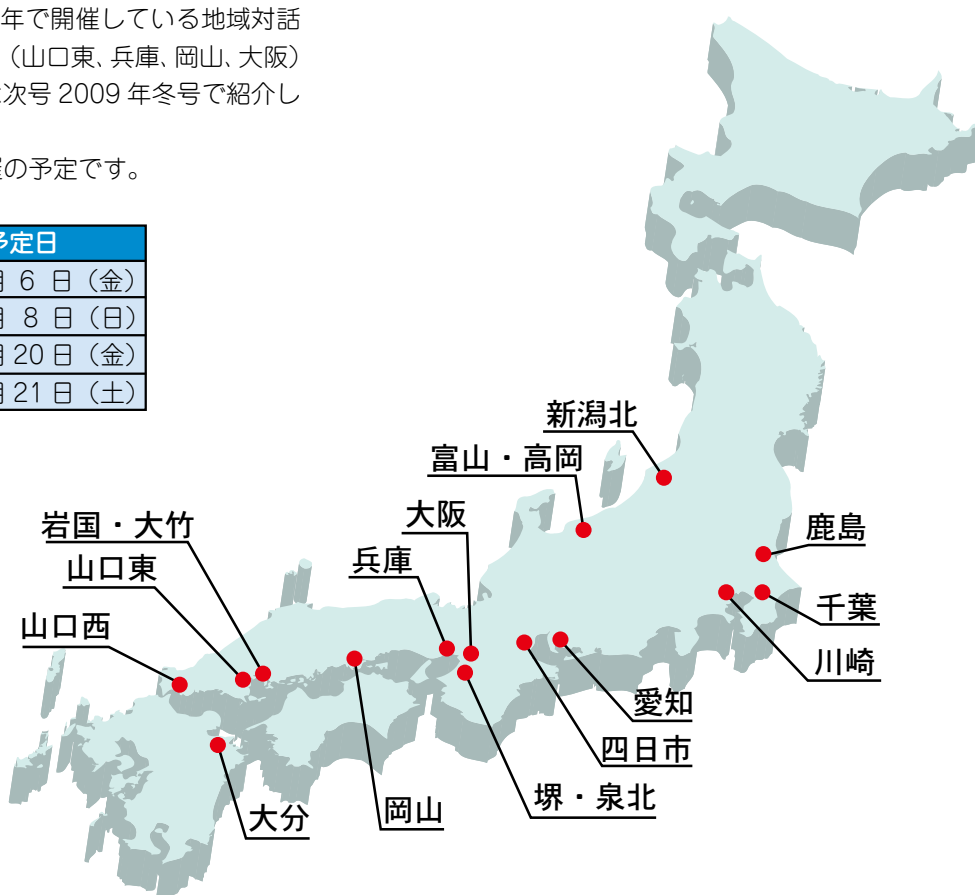 年で開催している地域対話
（山口東、兵庫、岡山、大阪）
次号 2009 年冬号で紹介し
の予定です。
予定日
月 6 日（金）
月 8 日（日）
月 20 日（金）
月 21 日（土）
新潟北
富山・高岡
大阪
岩国・大竹
鹿島
兵庫
山口東
千葉
山口西
川崎
愛知
四日市
堺・泉北
岡山
大分